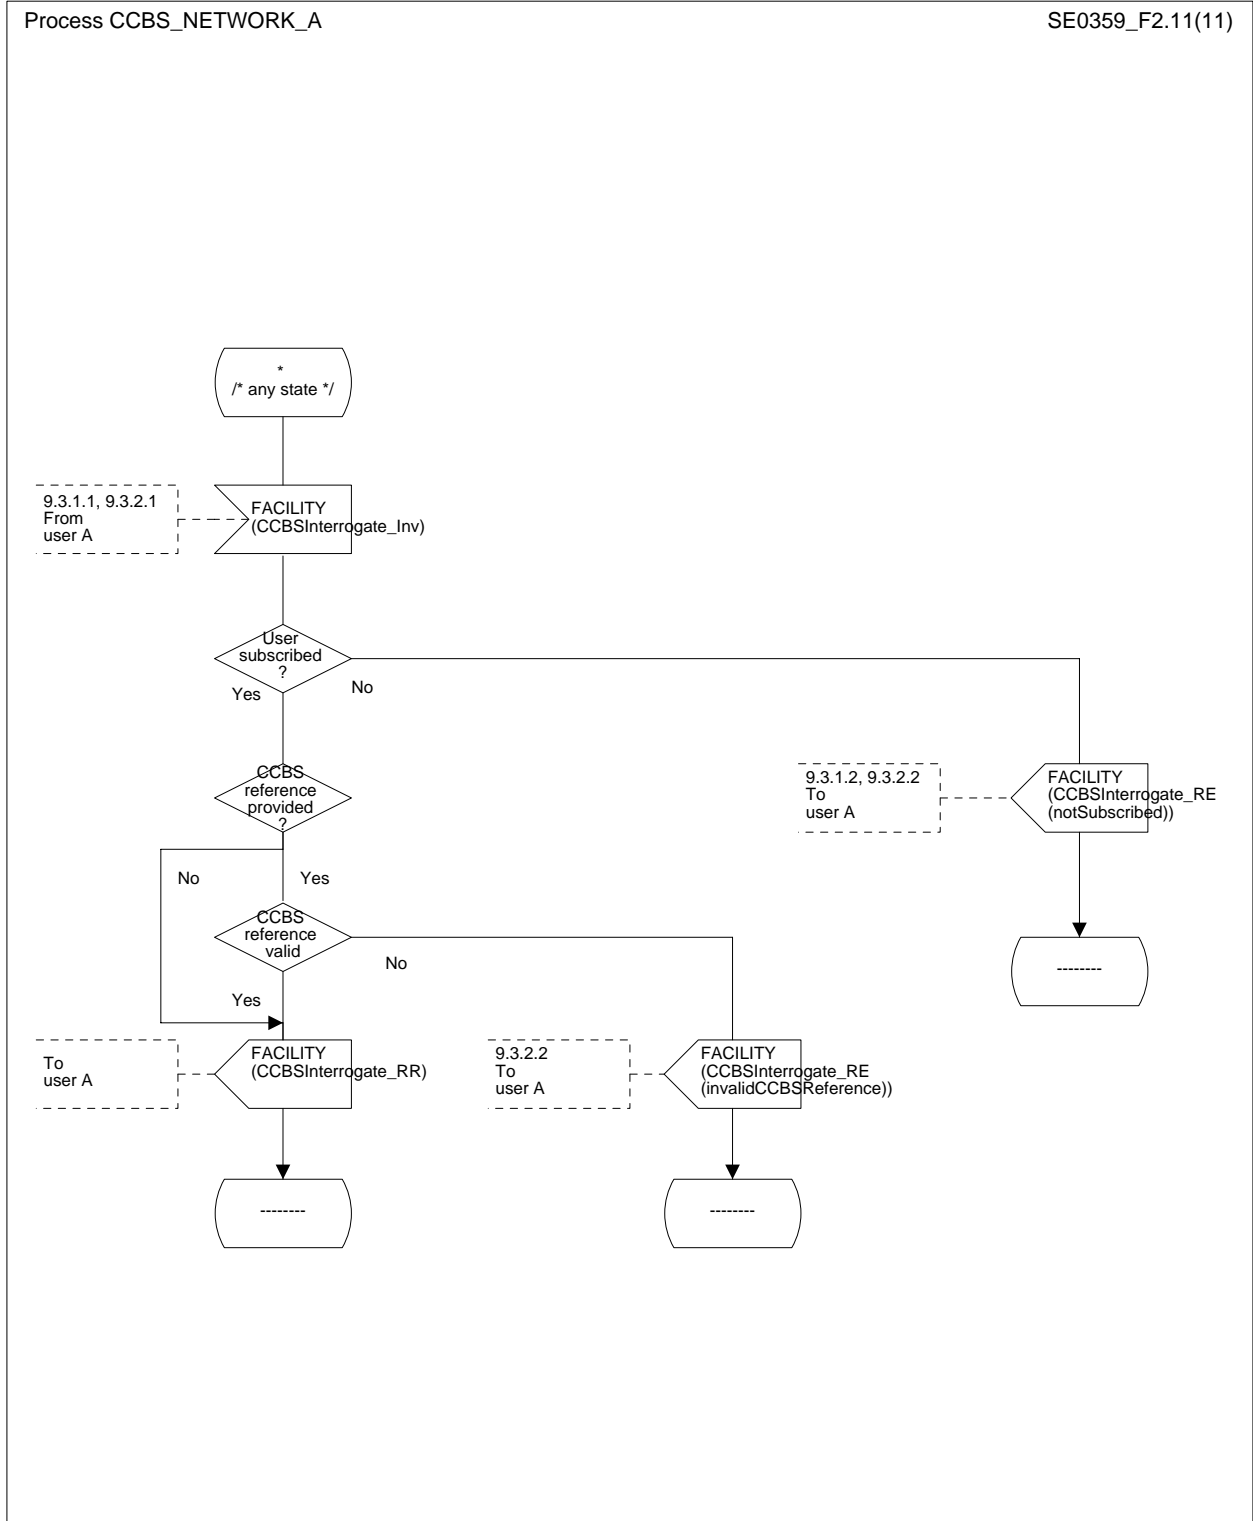 Process CCBS_NETWORK_A
SE0359_F2.11(11)
*
/* any state */
9.3.1.1, 9.3.2.1
From
user A
FACILITY
(CCBSInterrogate_Inv)
User
subscribed
?
Yes
No
CCBS
reference
provided
?
9.3.1.2, 9.3.2.2
To
user A
FACILITY
(CCBSInterrogate_RE
(notSubscribed))
No
Yes
CCBS
reference
valid
No
--------
Yes
To
user A
FACILITY
(CCBSInterrogate_RR)
9.3.2.2
To
user A
FACILITY
(CCBSInterrogate_RE
(invalidCCBSReference))
--------
--------